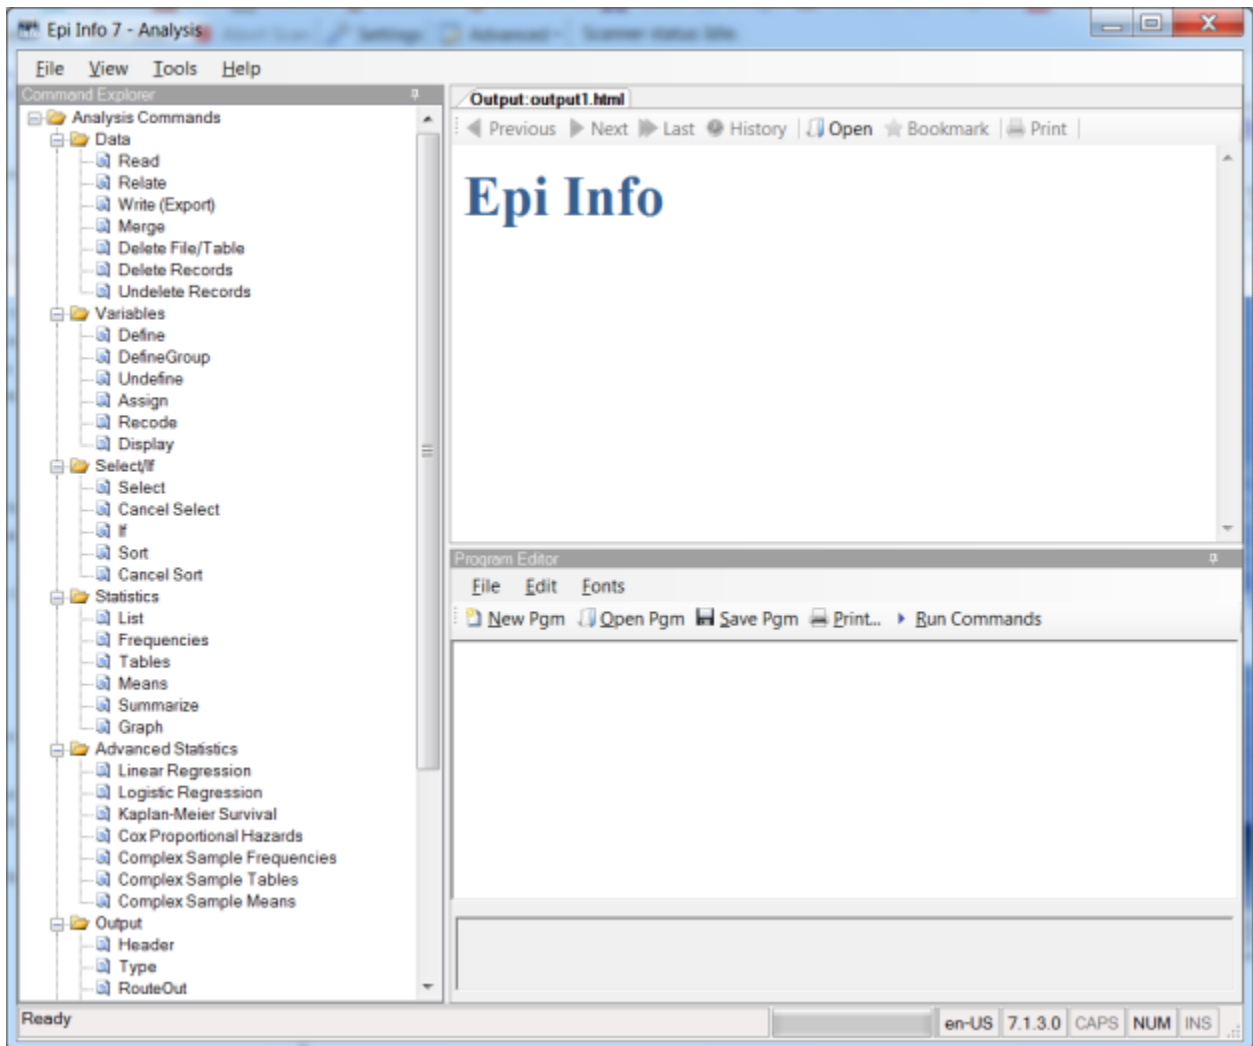 Epi Info 7 - Analysis
File View Tools Help
Command Explorer
Analysis Commands
Data
Read
Relate
Write (Export)
Merge
Delete File/Table
Delete Records
Undelete Records
Variables
Define
DefineGroup
Undefine
Assign
Recode
Display
Select/If
Select
Cancel Select
If
Sort
Cancel Sort
Statistics
List
Frequencies
Tables
Means
Summarize
Graph
Advanced Statistics
Linear Regression
Logistic Regression
Kaplan-Meier Survival
Cox Proportional Hazards
Complex Sample Frequencies
Complex Sample Tables
Complex Sample Means
Output
Header
Type
RouteOut
Output:output1.html
Previous Next Last History Open Bookmark Print
Epi Info
Program Editor
File Edit Fonts
New Pgm Open Pgm Save Pgm Print... Run Commands
Ready en-US 7.1.3.0 CAPS NUM INS